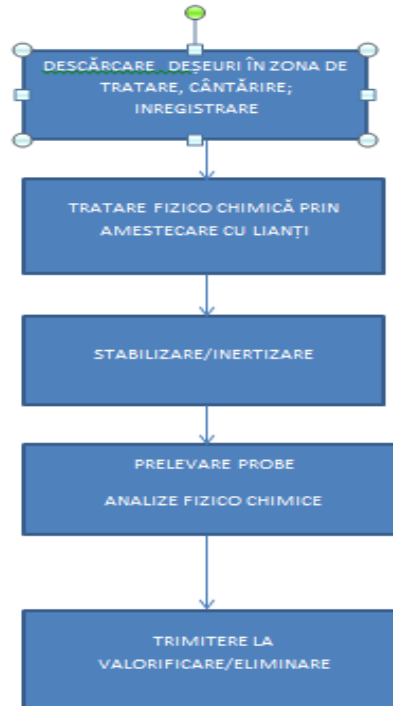 DESCĂRCARE DEȘEURI ÎN ZONA DE
TRATARE, CÂNTĂRIRE;
INREGISTRARE
TRATARE FIZICO CHIMICĂ PRIN
AMESTECARE CU LIANȚI
STABILIZARE/INERTIZARE
PRELEVARE PROBE
ANALIZE FIZICO CHIMICE
TRIMITERE LA
VALORIFICARE/ELIMINARE